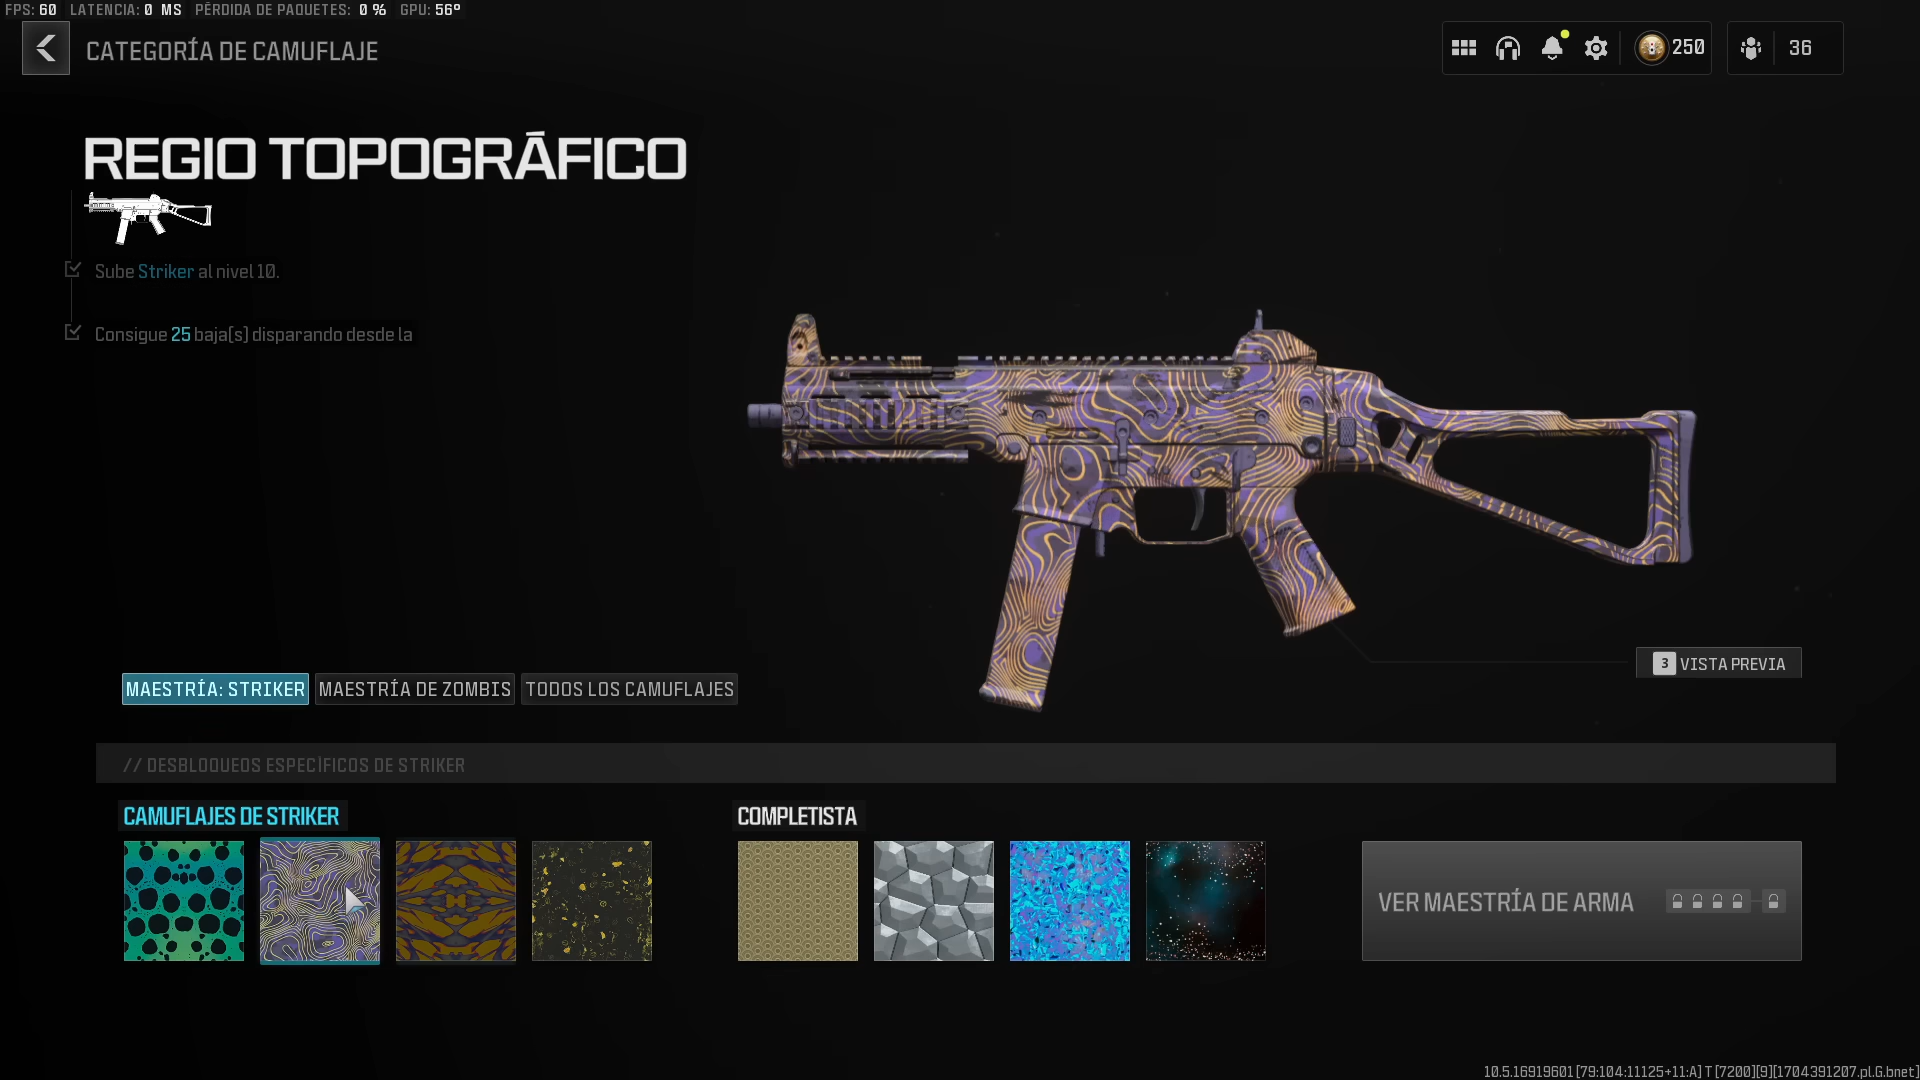 FPS: 60 LATENCIA: 0 MS PÉRDIDA DE PAQUETES: 0 % GPU: 56°
CATEGORÍA DE CAMUFLAJE
250
36
REGIO TOPOGRÁFICO
Sube Striker al nivel 10.
Consigue 25 baja(s) disparando desde la
3 VISTA PREVIA
MAESTRÍA: STRIKER MAESTRÍA DE ZOMBIS TODOS LOS CAMUFLAJES
// DESBLOQUEOS ESPECÍFICOS DE STRIKER
CAMUFLAJES DE STRIKER COMPLETISTA
VER MAESTRÍA DE ARMA
10.5.16919601 [79:104:11125+11:A] T [7200][9][1704391207.pl.G.bnet]